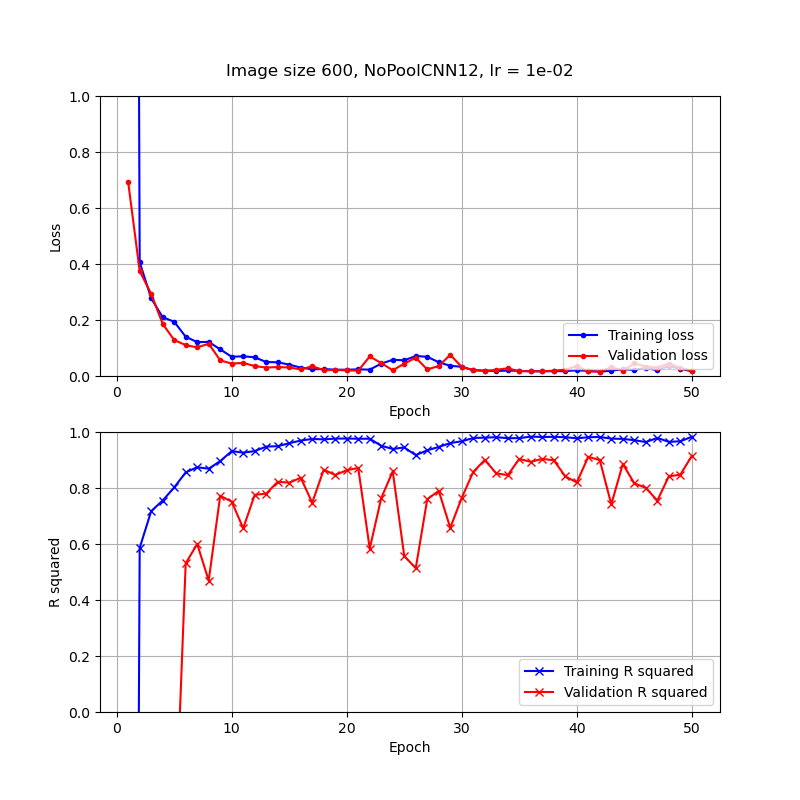 Image size 600, NoPoolCNN12, lr = 1e-02
1.0
0.8
0.6
0.4
0.2
0.0
Loss
0
10
20
30
40
50
Epoch
Training loss
Validation loss
1.0
0.8
0.6
0.4
0.2
0.0
R squared
0
10
20
30
40
50
Epoch
Training R squared
Validation R squared